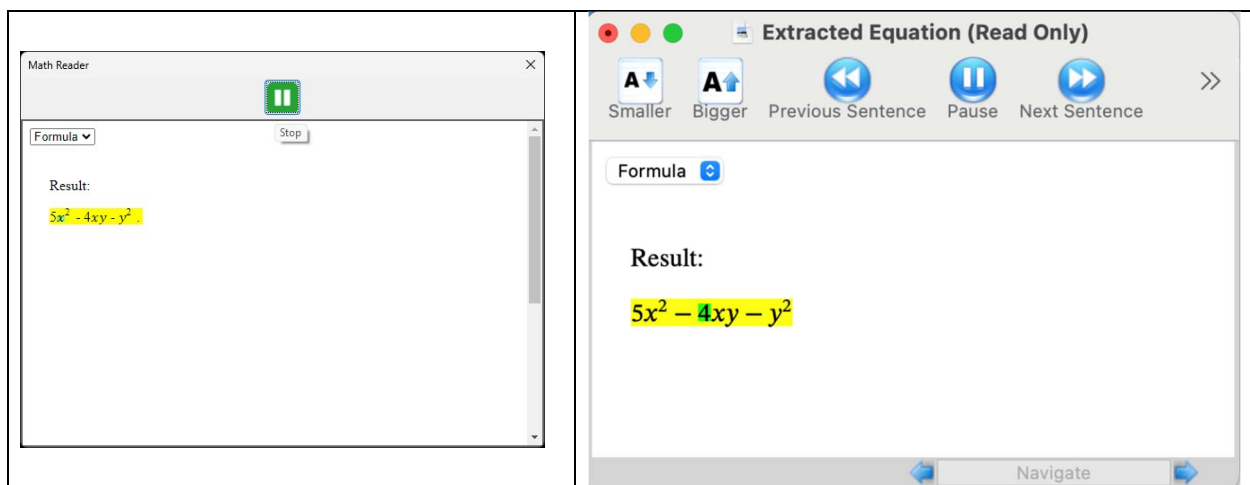 Math Reader
Stop
Formula
Result:
5x² - 4xy - y² .
Extracted Equation (Read Only)
A A
Smaller Bigger Previous Sentence Pause Next Sentence
Formula
Result:
5x² − 4xy − y²
Navigate